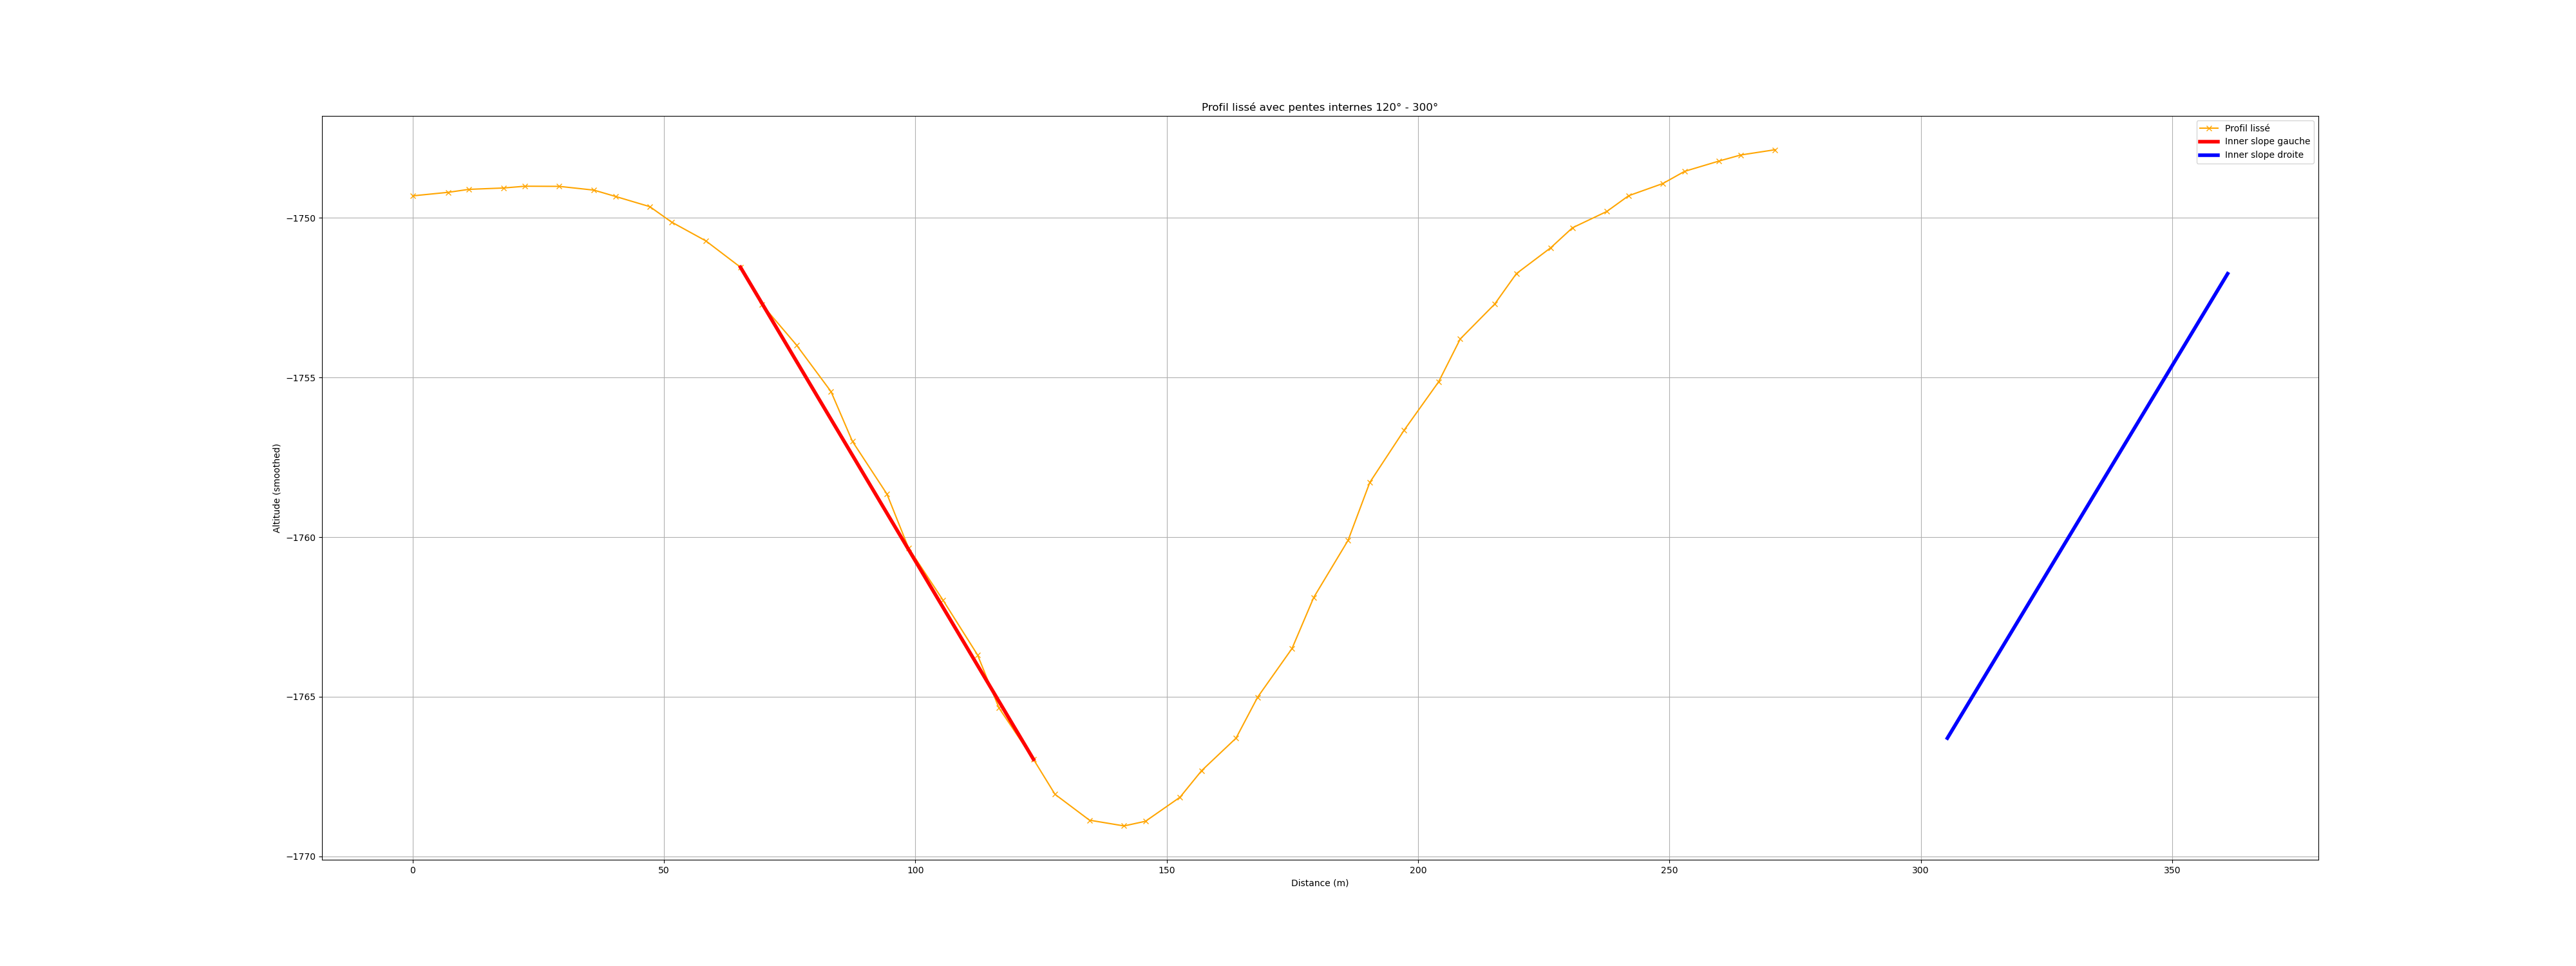 Profil lissé avec pentes internes 120° - 300°
Profil lissé
Inner slope gauche
Inner slope droite
Altitude (smoothed)
−1750
−1755
−1760
−1765
−1770
0 50 100 150 200 250 300 350
Distance (m)